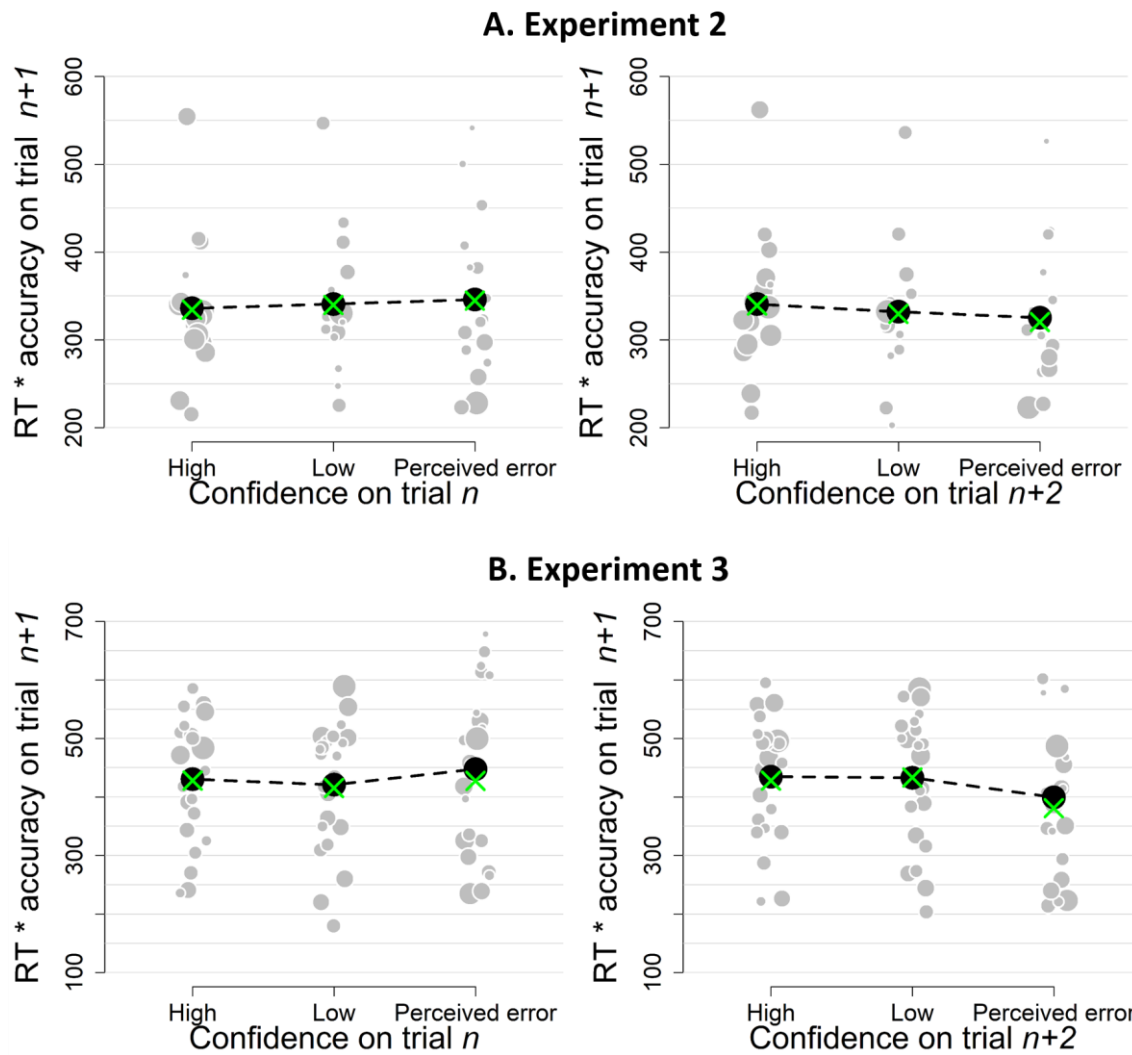 A. Experiment 2
RT * accuracy on trial n+1
600
500
400
300
200
High Low Perceived error
Confidence on trial n
RT * accuracy on trial n+1
600
500
400
300
200
High Low Perceived error
Confidence on trial n+2
B. Experiment 3
RT * accuracy on trial n+1
700
500
300
100
High Low Perceived error
Confidence on trial n
RT * accuracy on trial n+1
700
500
300
100
High Low Perceived error
Confidence on trial n+2